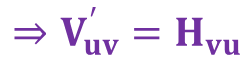 ⇒ V′uv = Hvu